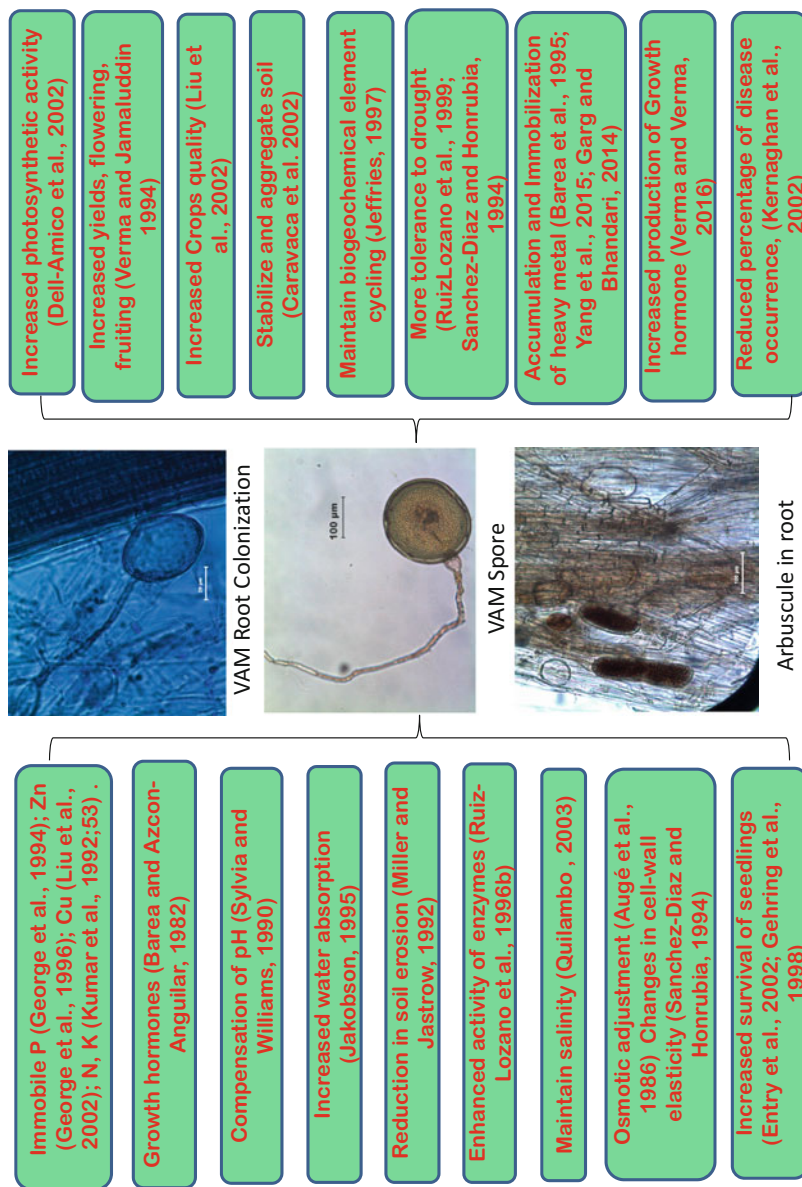 Immobile P (George et al., 1994); Zn
(George et al., 1996); Cu (Liu et al.,
2002); N, K (Kumar et al., 1992;53) .
Growth hormones (Barea and Azcon-
Anguilar, 1982
Compensation of pH (Sylvia and
Williams, 1990)
Increased water absorption
(Jakobson, 1995)
Reduction in soil erosion (Miller and
Jastrow, 1992)
Enhanced activity of enzymes (Ruiz-
Lozano et al., 1996b)
Maintain salinity (Quilambo , 2003)
Osmotic adjustment (Augé et al.,
1986) Changes in cell-wall
elasticity (Sanchez-Diaz and
Honrubia, 1994)
Increased survival of seedlings
(Entry et al., 2002; Gehring et al.,
1998)
20 µm
VAM Root Colonization
100 µm
VAM Spore
100 µm
Arbuscule in root
Increased photosynthetic activity
(Dell-Amico et al., 2002)
Increased yields, flowering,
fruiting (Verma and Jamaluddin
1994)
Increased Crops quality (Liu et
al., 2002)
Stabilize and aggregate soil
(Caravaca et al. 2002)
Maintain biogeochemical element
cycling (Jeffries, 1997)
More tolerance to drought
(RuizLozano et al., 1999;
Sanchez-Diaz and Honrubia,
1994)
Accumulation and Immobilization
of heavy metal (Barea et al., 1995;
Yang et al., 2015; Garg and
Bhandari, 2014)
Increased production of Growth
hormone (Verma and Verma,
2016)
Reduced percentage of disease
occurrence, (Kernaghan et al.,
2002)